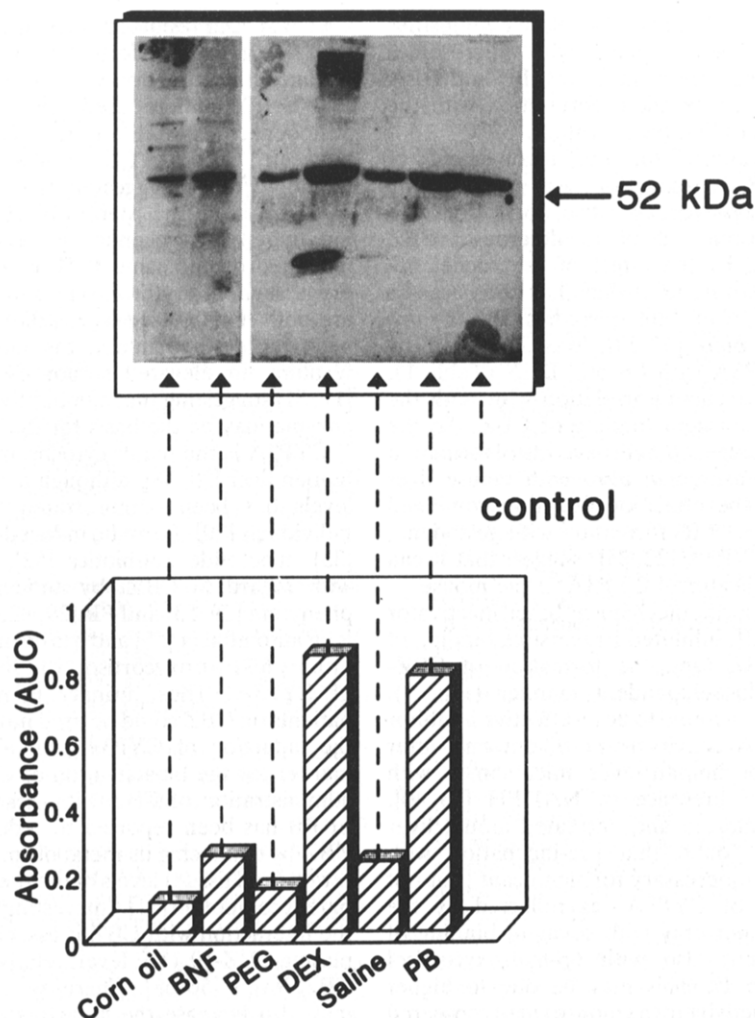 52 kDa
control
Absorbance (AUC)
1
0.8
0.6
0.4
0.2
0
Corn oil
BNF
PEG
DEX
Saline
PB